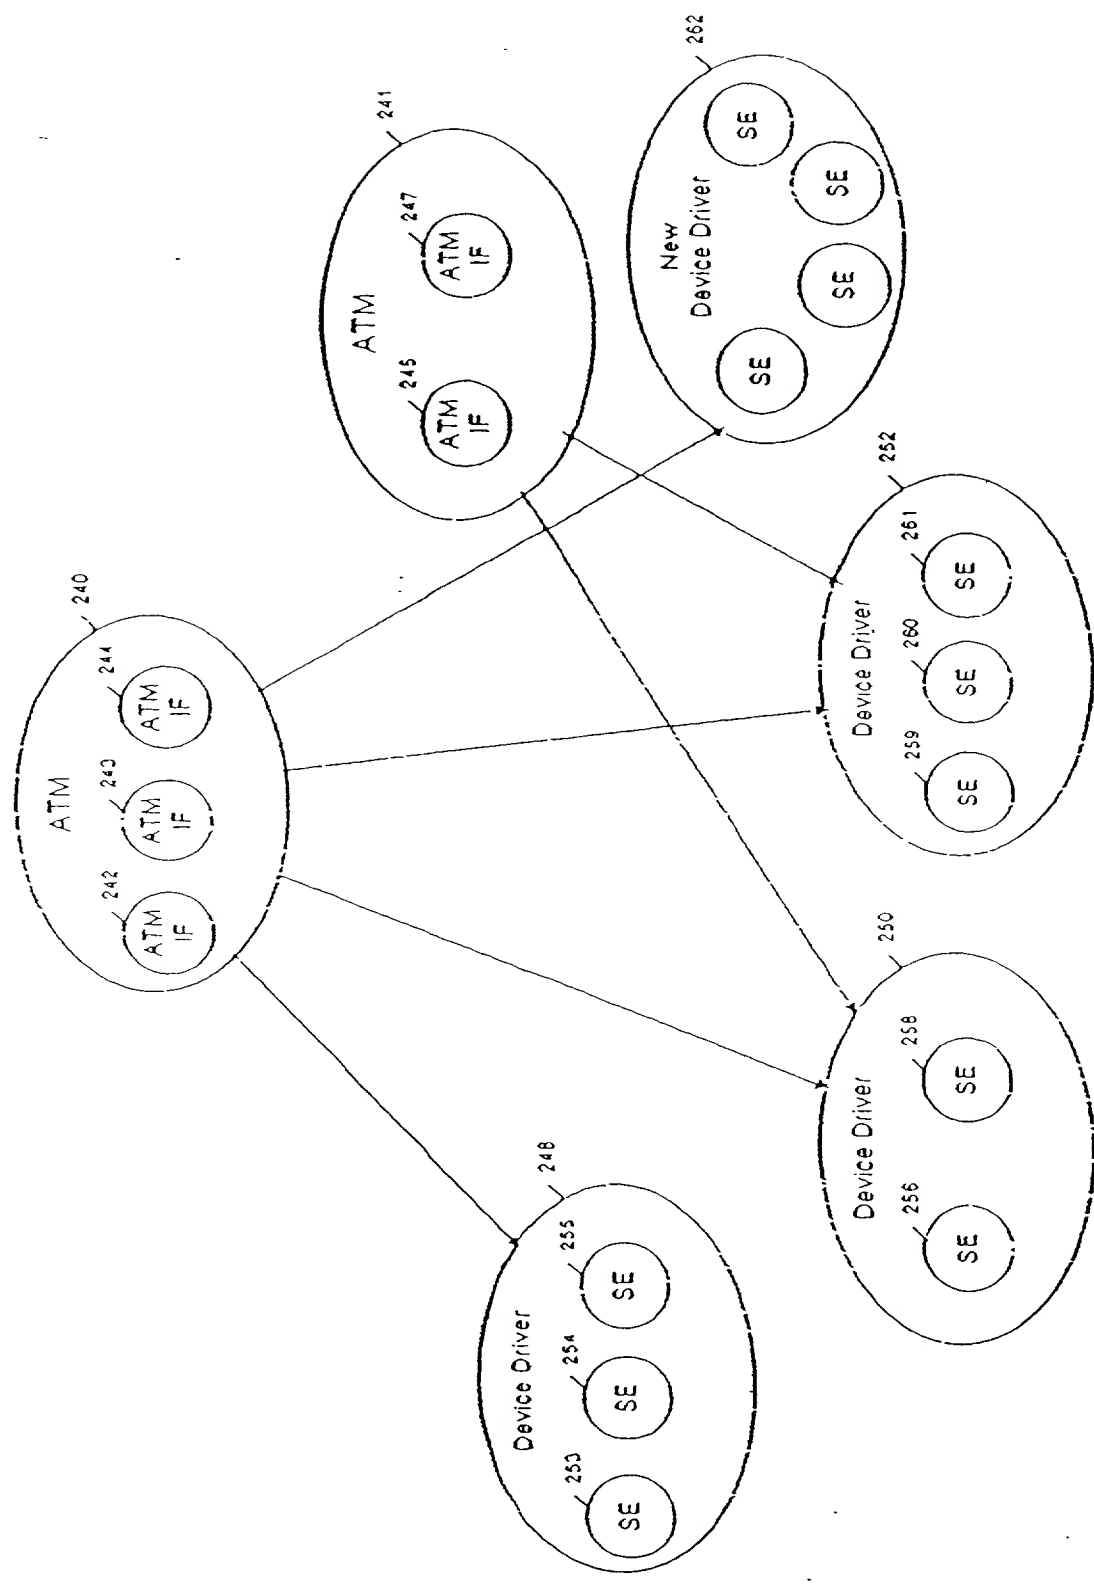 240
ATM
242
ATM
IF
243
ATM
IF
244
ATM
IF
241
ATM
245
ATM
IF
247
ATM
IF
248
Device Driver
253
SE
254
SE
255
SE
250
Device Driver
256
SE
258
SE
252
Device Driver
259
SE
260
SE
261
SE
262
New
Device Driver
SE
SE
SE
SE